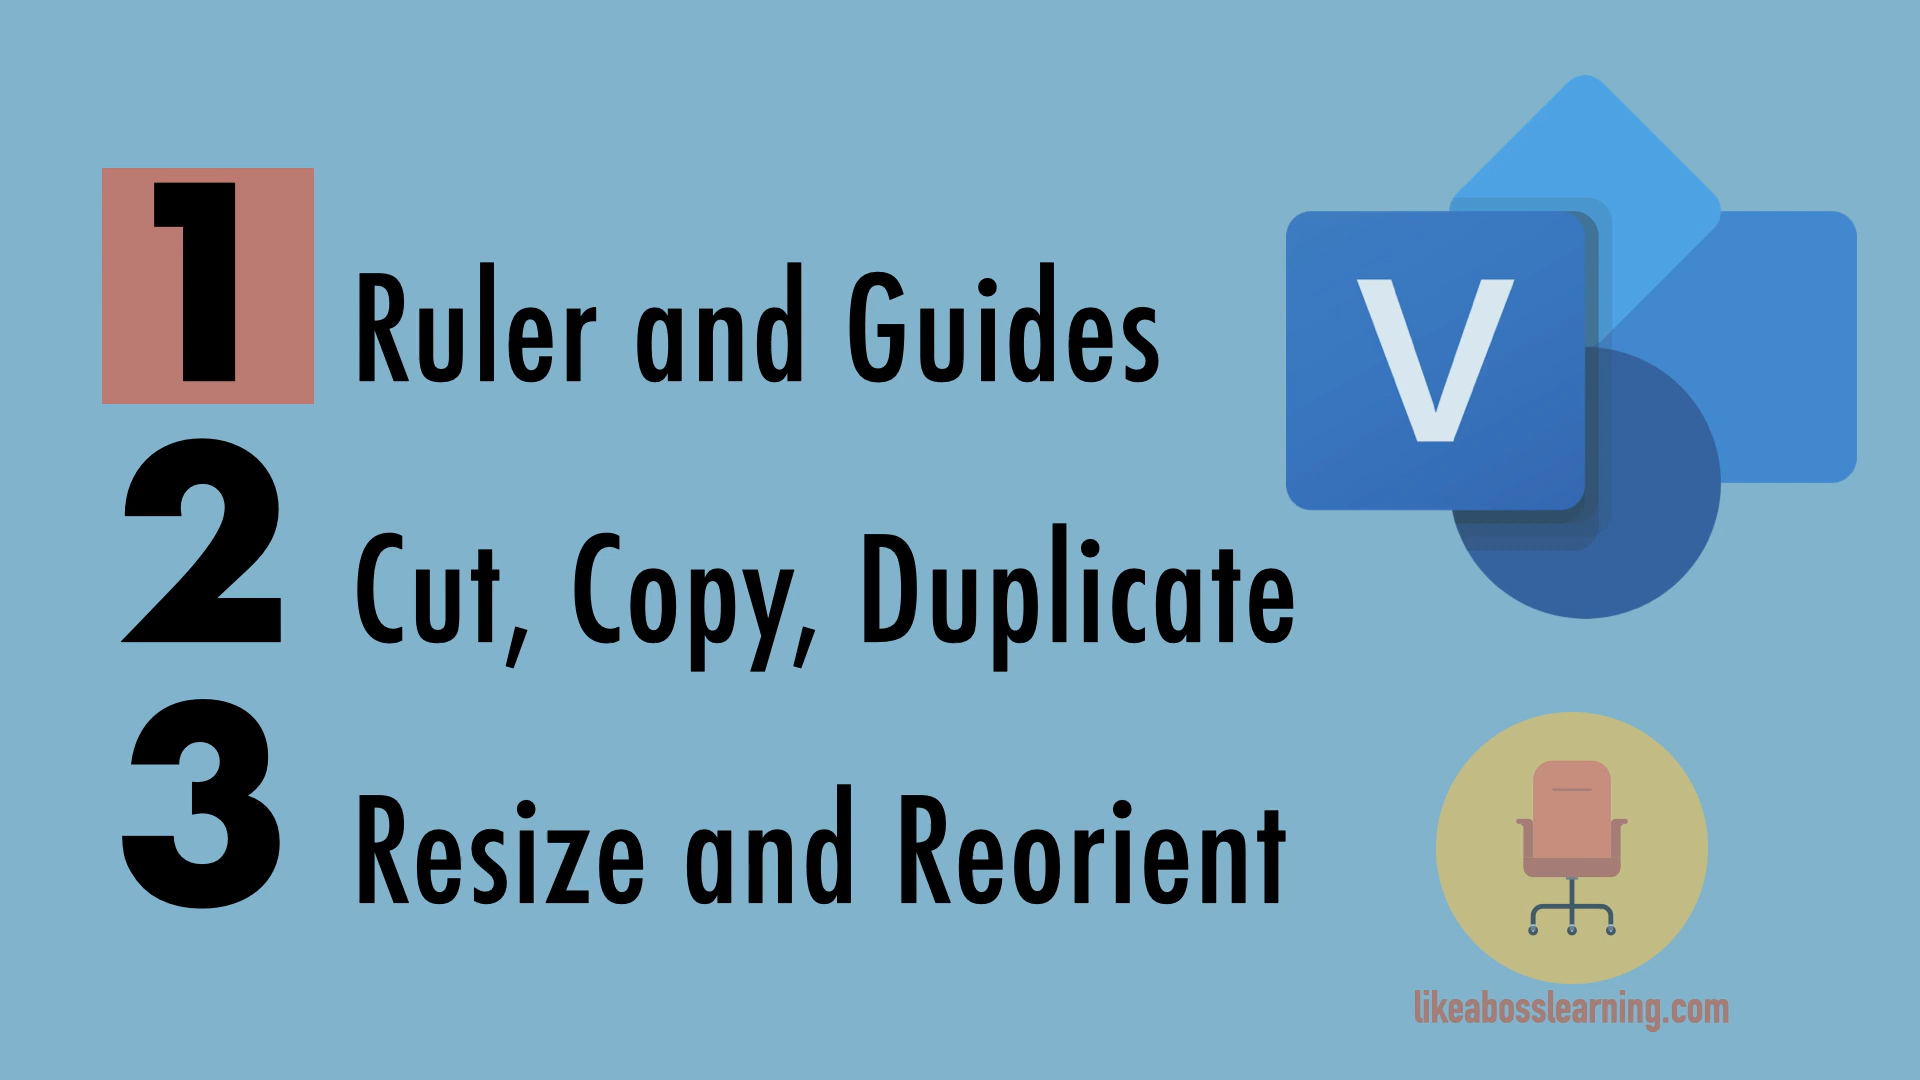 1 Ruler and Guides
V
2 Cut, Copy, Duplicate
3 Resize and Reorient
likeabosslearning.com